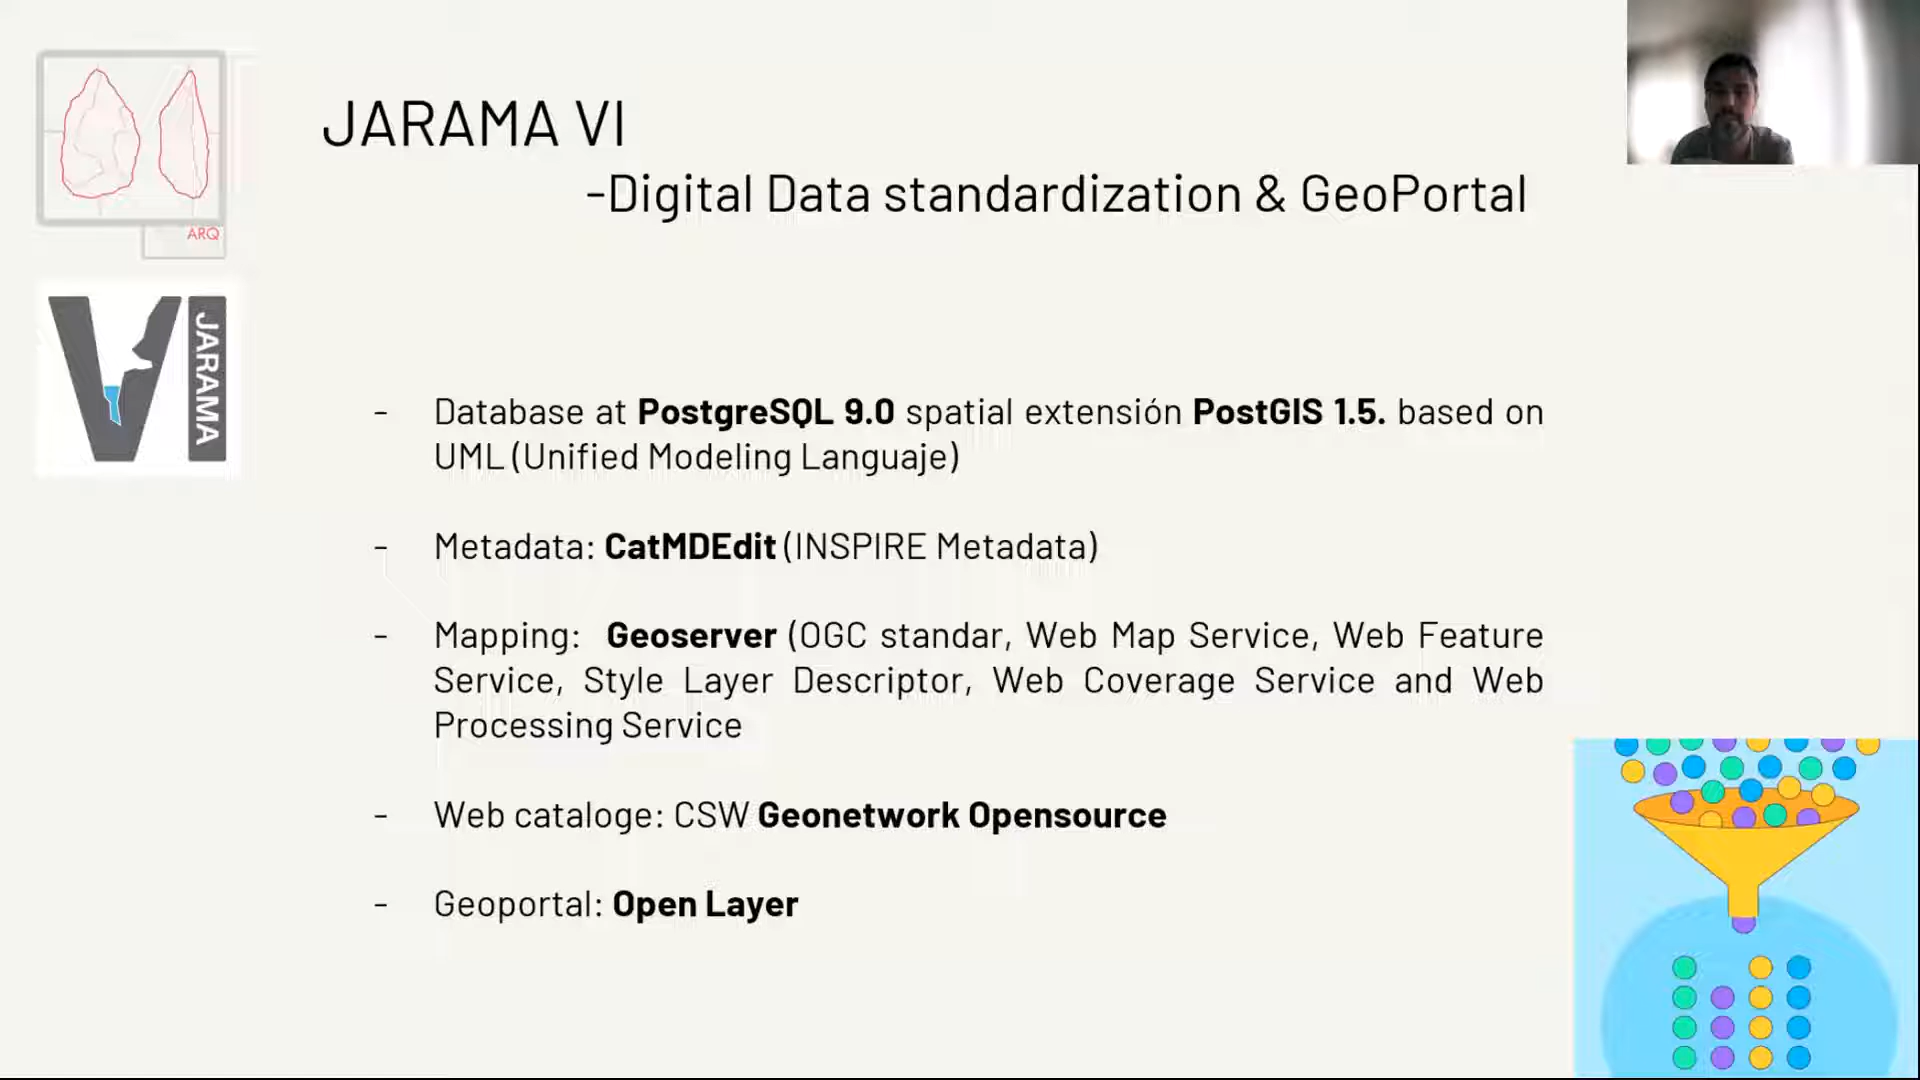 JARAMA VI
-Digital Data standardization & GeoPortal
ARQ
VI JARAMA
- Database at PostgreSQL 9.0 spatial extensión PostGIS 1.5. based on
UML (Unified Modeling Languaje)
- Metadata: CatMDEdit (INSPIRE Metadata)
- Mapping: Geoserver (OGC standar, Web Map Service, Web Feature
Service, Style Layer Descriptor, Web Coverage Service and Web
Processing Service
- Web cataloge: CSW Geonetwork Opensource
- Geoportal: Open Layer